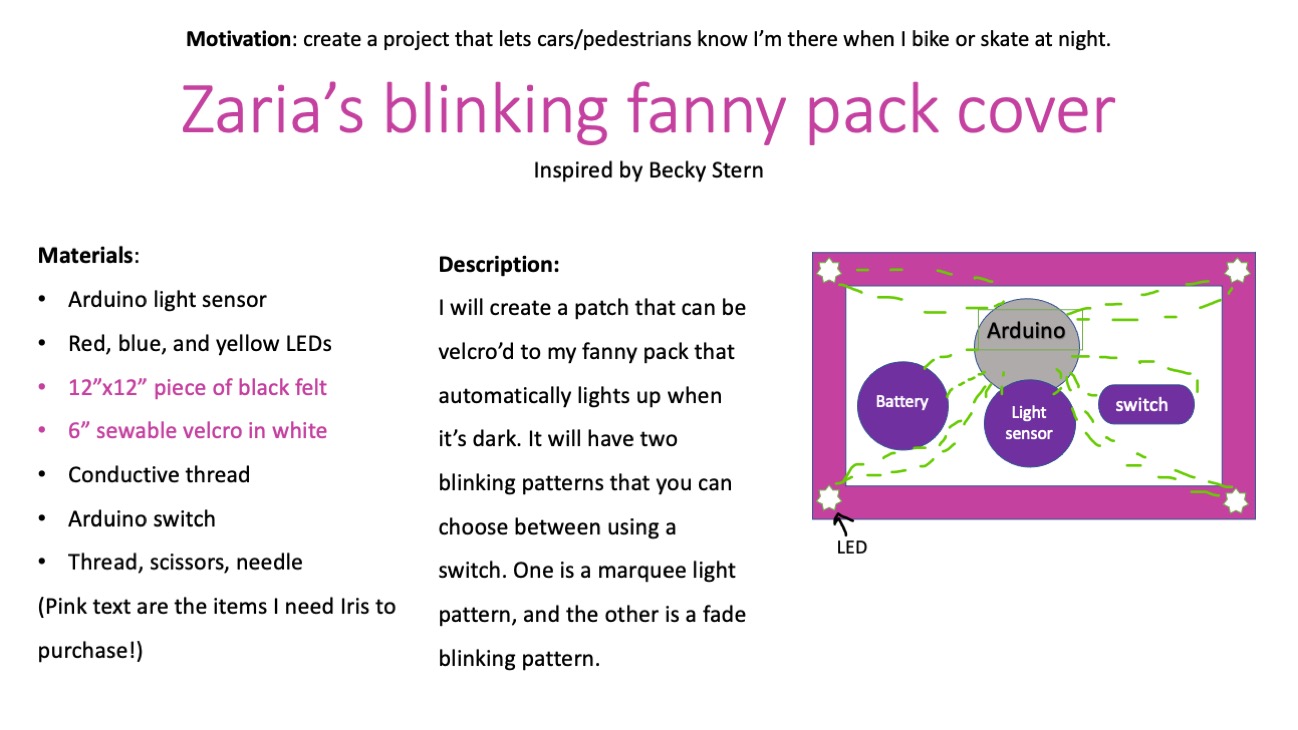 Motivation: create a project that lets cars/pedestrians know I’m there when I bike or skate at night.
Zaria’s blinking fanny pack cover
Inspired by Becky Stern
Materials:
• Arduino light sensor
• Red, blue, and yellow LEDs
• 12”x12” piece of black felt
• 6” sewable velcro in white
• Conductive thread
• Arduino switch
• Thread, scissors, needle
(Pink text are the items I need Iris to
purchase!)
Description:
I will create a patch that can be
velcro’d to my fanny pack that
automatically lights up when
it’s dark. It will have two
blinking patterns that you can
choose between using a
switch. One is a marquee light
pattern, and the other is a fade
blinking pattern.
Arduino
Battery
Light
sensor
switch
LED